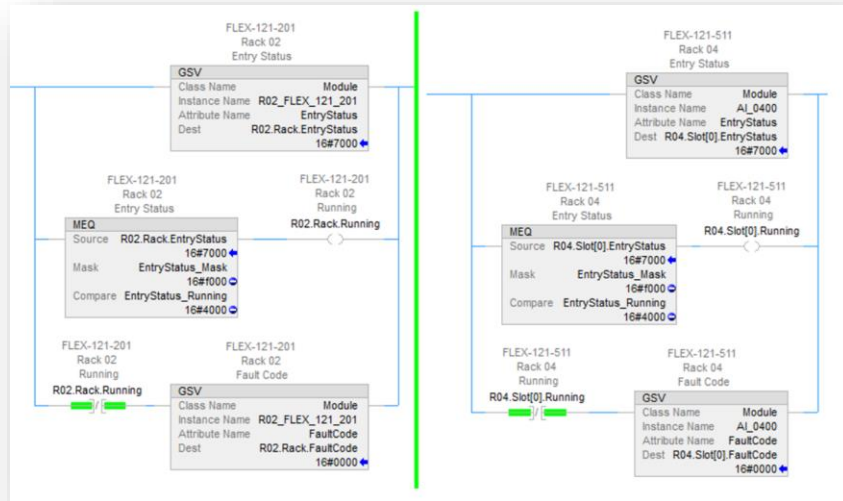 FLEX-121-201
Rack 02
Entry Status
GSV
Class Name Module
Instance Name R02_FLEX_121_201
Attribute Name EntryStatus
Dest R02.Rack.EntryStatus
16#7000
FLEX-121-201
Rack 02
Entry Status
MEQ
Source R02.Rack.EntryStatus
16#7000
Mask EntryStatus_Mask
16#f000
Compare EntryStatus_Running
16#4000
FLEX-121-201
Rack 02
Running
R02.Rack.Running
FLEX-121-201
Rack 02
Running
R02.Rack.Running
FLEX-121-201
Rack 02
Fault Code
GSV
Class Name Module
Instance Name R02_FLEX_121_201
Attribute Name FaultCode
Dest R02.Rack.FaultCode
16#0000
FLEX-121-511
Rack 04
Entry Status
GSV
Class Name Module
Instance Name AI_0400
Attribute Name EntryStatus
Dest R04.Slot[0].EntryStatus
16#7000
FLEX-121-511
Rack 04
Entry Status
MEQ
Source R04.Slot[0].EntryStatus
16#7000
Mask EntryStatus_Mask
16#f000
Compare EntryStatus_Running
16#4000
FLEX-121-511
Rack 04
Running
R04.Slot[0].Running
FLEX-121-511
Rack 04
Running
R04.Slot[0].Running
FLEX-121-511
Rack 04
Fault Code
GSV
Class Name Module
Instance Name AI_0400
Attribute Name FaultCode
Dest R04.Slot[0].FaultCode
16#0000